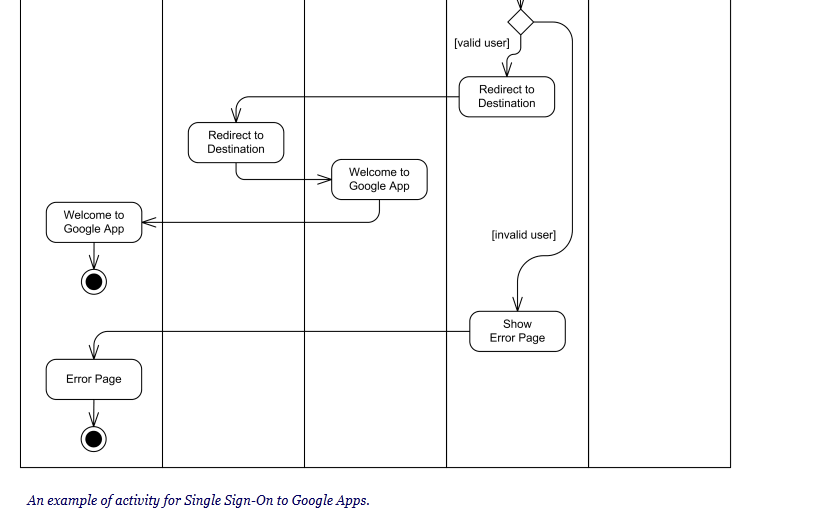 [valid user]
Redirect to
Destination
Redirect to
Destination
Welcome to
Google App
Welcome to
Google App
[invalid user]
Show
Error Page
Error Page
An example of activity for Single Sign-On to Google Apps.